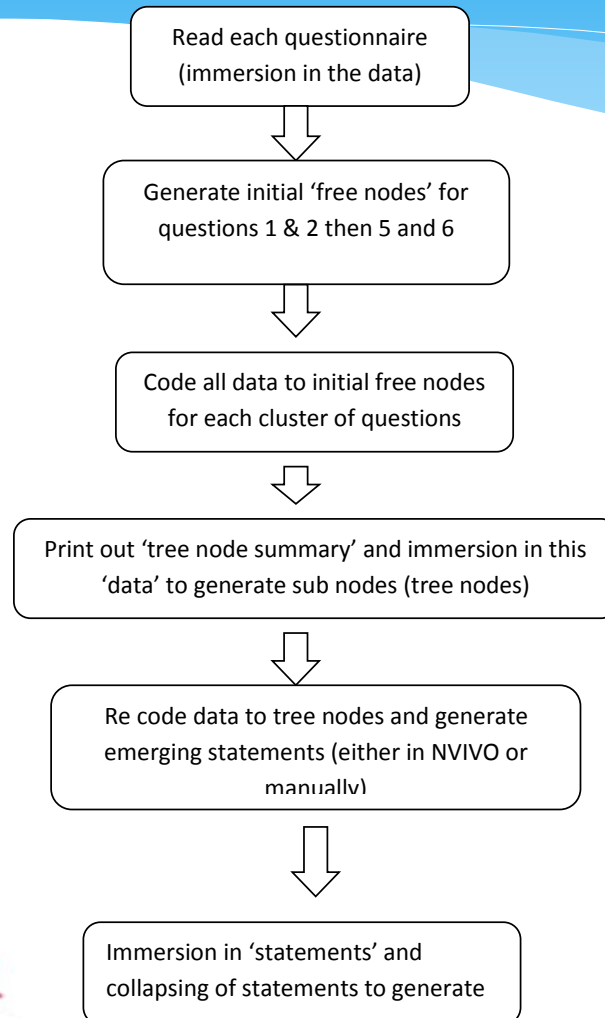 Read each questionnaire
(immersion in the data)
Generate initial ‘free nodes’ for
questions 1 & 2 then 5 and 6
Code all data to initial free nodes
for each cluster of questions
Print out ‘tree node summary’ and immersion in this
‘data’ to generate sub nodes (tree nodes)
Re code data to tree nodes and generate
emerging statements (either in NVIVO or
manually)
Immersion in ‘statements’ and
collapsing of statements to generate